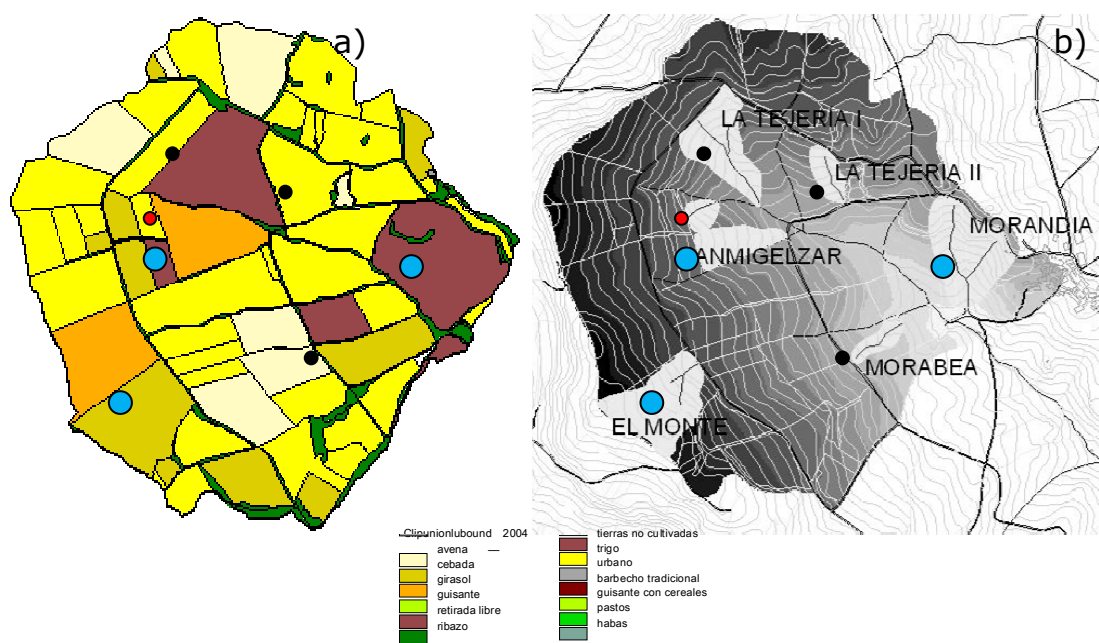 a)
b)
LA TEJERIA I
LA TEJERIA II
MORANDIA
ANMIGELZAR
MORABEA
EL MONTE
Clipunionlubound 2004
avena
cebada
girasol
guisante
retirada libre
ribazo
tierras no cultivadas
trigo
urbano
barbecho tradicional
guisante con cereales
pastos
habas